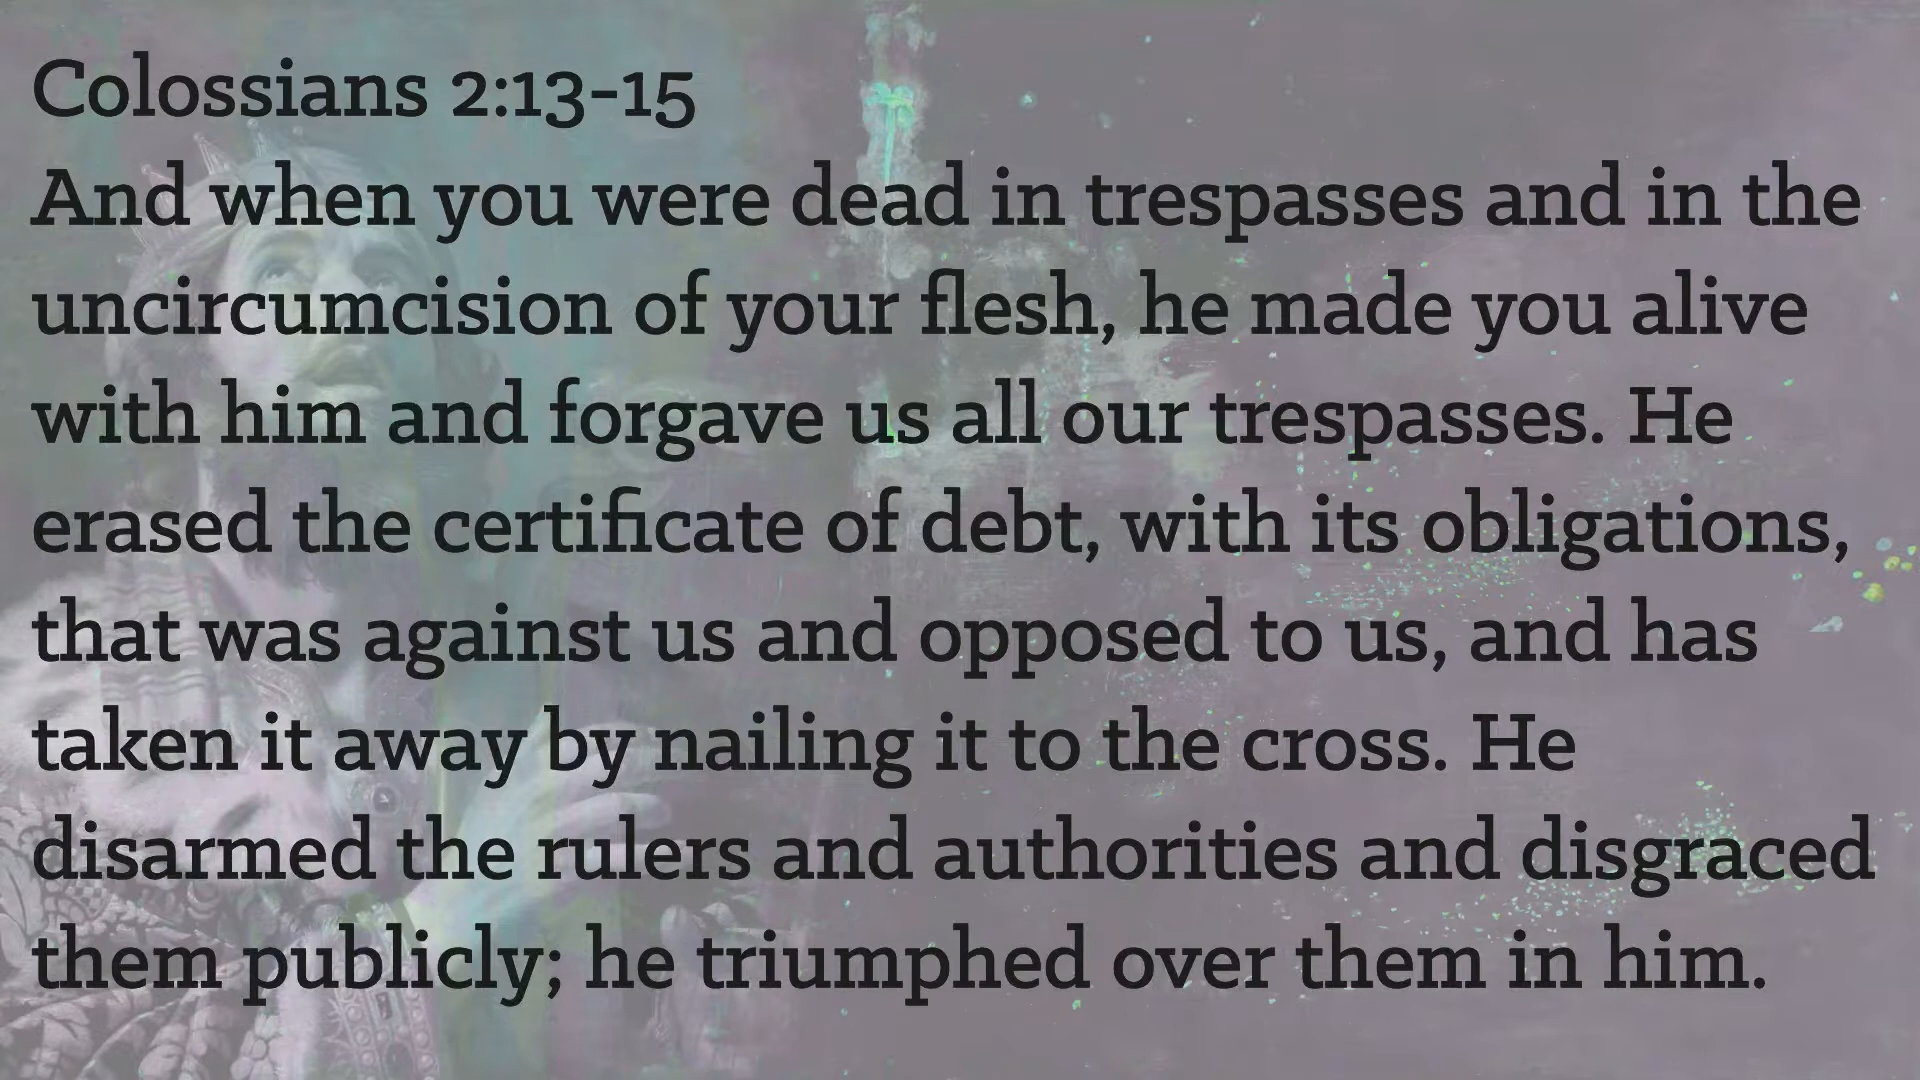 Colossians 2:13-15
And when you were dead in trespasses and in the
uncircumcision of your flesh, he made you alive
with him and forgave us all our trespasses. He
erased the certificate of debt, with its obligations,
that was against us and opposed to us, and has
taken it away by nailing it to the cross. He
disarmed the rulers and authorities and disgraced
them publicly; he triumphed over them in him.